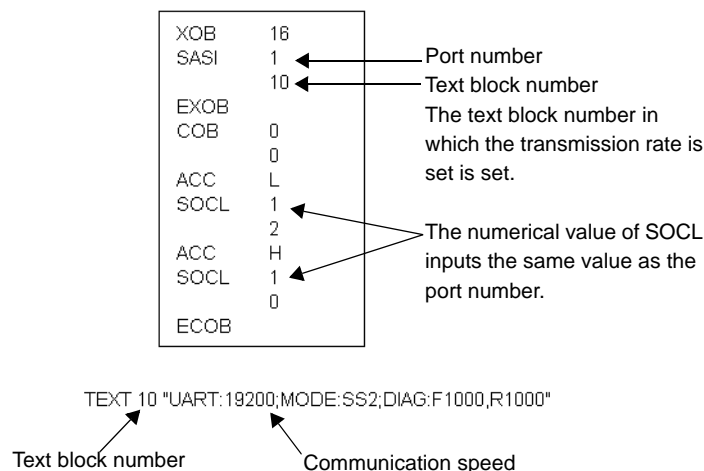 XOB 16
SASI 1
10
EXOB
COB 0
0
ACC L
SOCL 1
2
ACC H
SOCL 1
0
ECOB
Port number
Text block number
The text block number in
which the transmission rate is
set is set.
The numerical value of SOCL
inputs the same value as the
port number.
TEXT 10 "UART:19200;MODE:SS2;DIAG:F1000,R1000"
Text block number
Communication speed